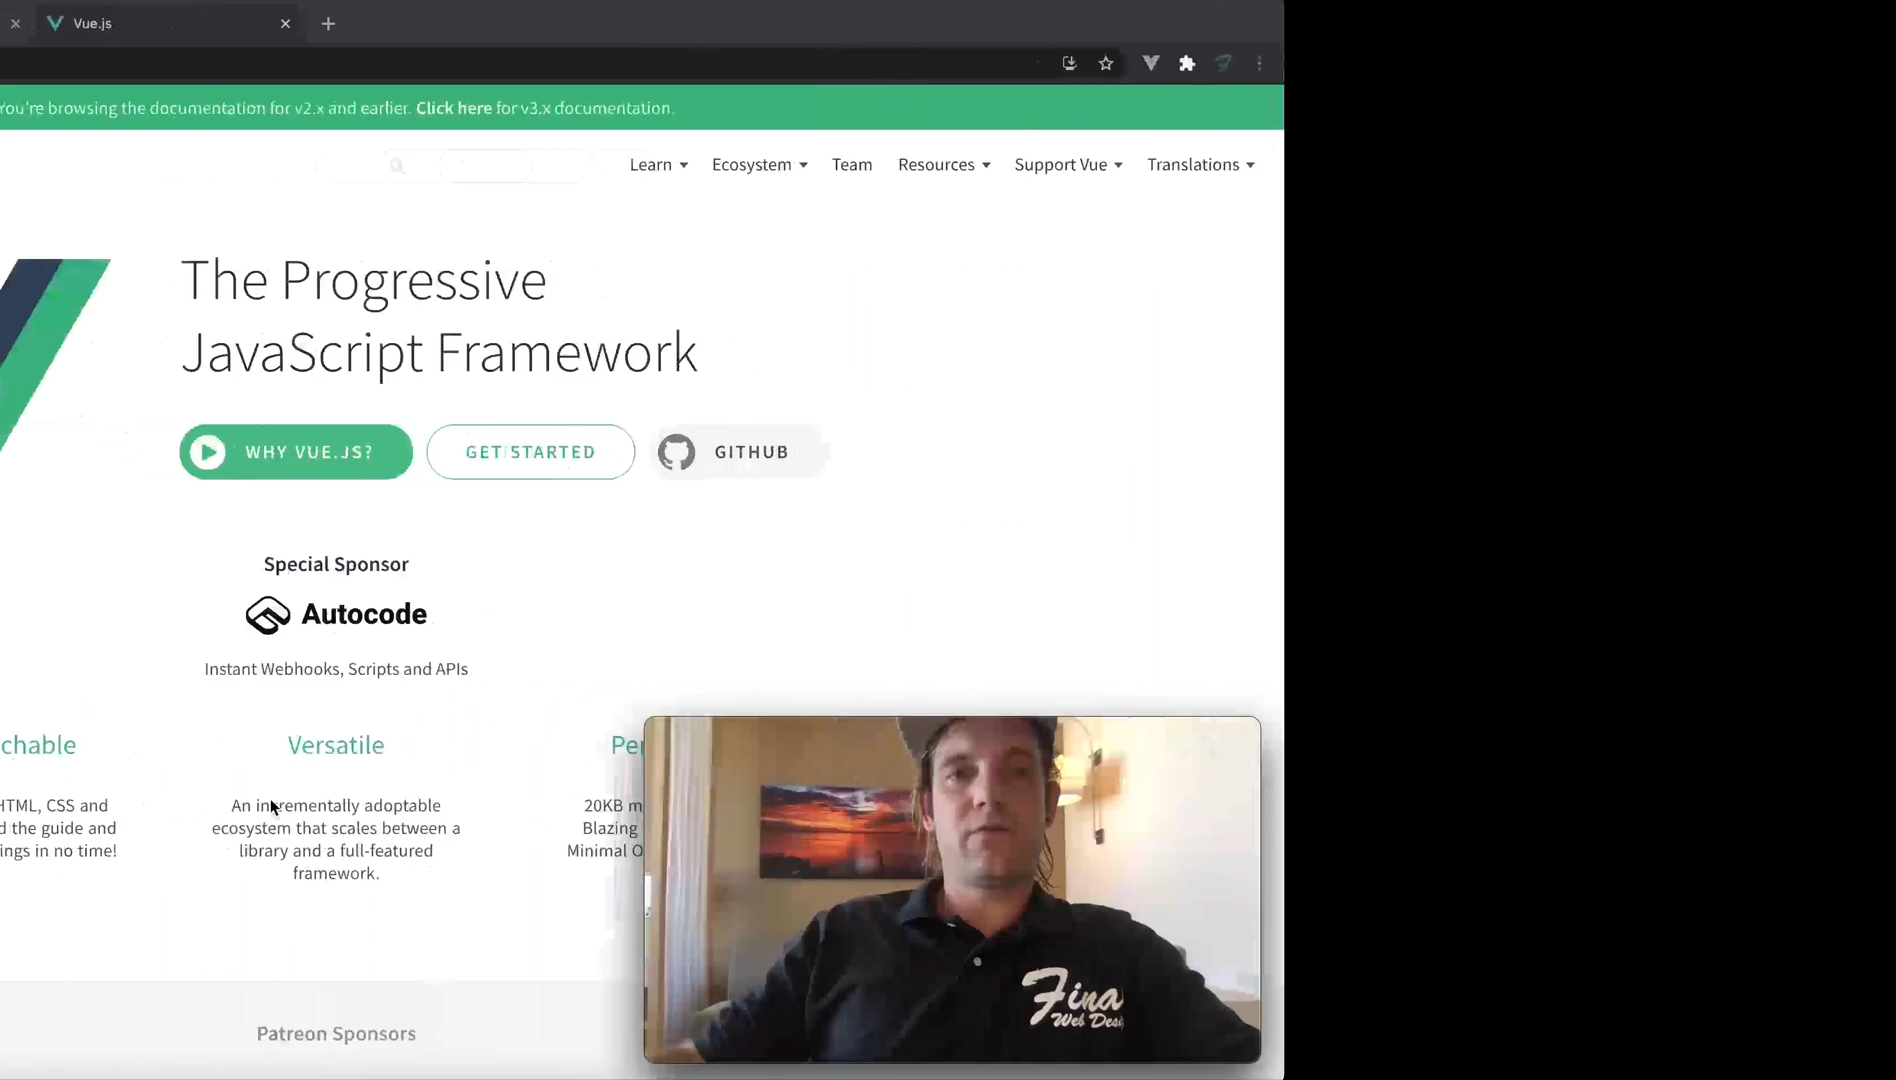 Vue.js
You're browsing the documentation for v2.x and earlier. Click here for v3.x documentation.
Learn Ecosystem Team Resources Support Vue Translations
The Progressive
JavaScript Framework
WHY VUE.JS? GET STARTED GITHUB
Special Sponsor
Autocode
Instant Webhooks, Scripts and APIs
chable
HTML, CSS and
d the guide and
ings in no time!
Versatile
An incrementally adoptable
ecosystem that scales between a
library and a full-featured
framework.
Per
20KB m
Blazing
Minimal O
Patreon Sponsors
Fina
Web Desi